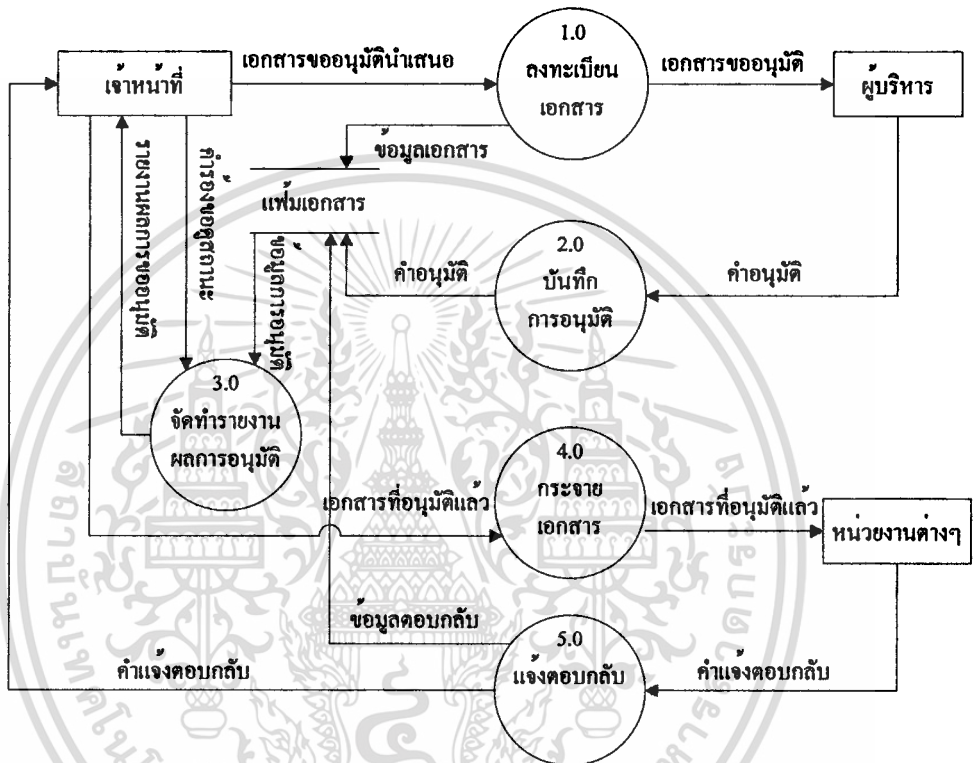 1.0
ลงทะเบียน
เอกสาร
เจ้าหน้าที่
เอกสารขออนุมัตินำเสนอ
เอกสารขออนุมัติ
ผู้บริหาร
ข้อมูลเอกสาร
แฟ้มเอกสาร
รายงานผลการขออนุมัติ
คำร้องขอดูสถานะ
ข้อมูลการอนุมัติ
คำอนุมัติ
2.0
บันทึก
การอนุมัติ
คำอนุมัติ
3.0
จัดทำรายงาน
ผลการอนุมัติ
เอกสารที่อนุมัติแล้ว
4.0
กระจาย
เอกสาร
เอกสารที่อนุมัติแล้ว
หน่วยงานต่างๆ
ข้อมูลตอบกลับ
คำแจ้งตอบกลับ
5.0
แจ้งตอบกลับ
คำแจ้งตอบกลับ